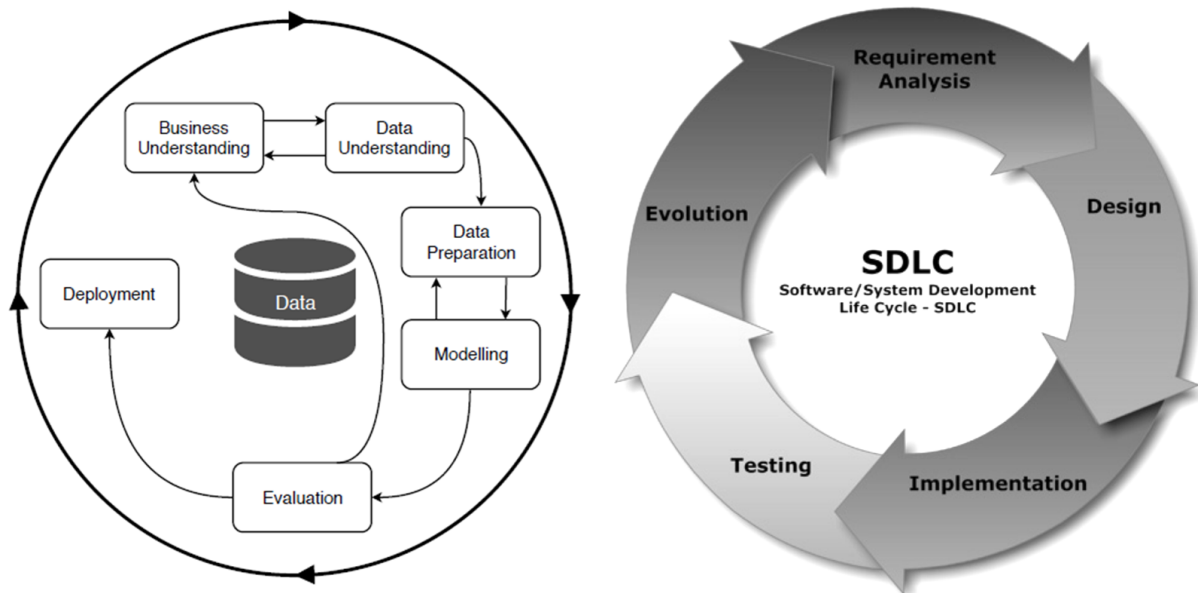 Business
Understanding
Data
Understanding
Data
Preparation
Modelling
Evaluation
Deployment
Data
Requirement
Analysis
Design
Implementation
Testing
Evolution
SDLC
Software/System Development
Life Cycle - SDLC